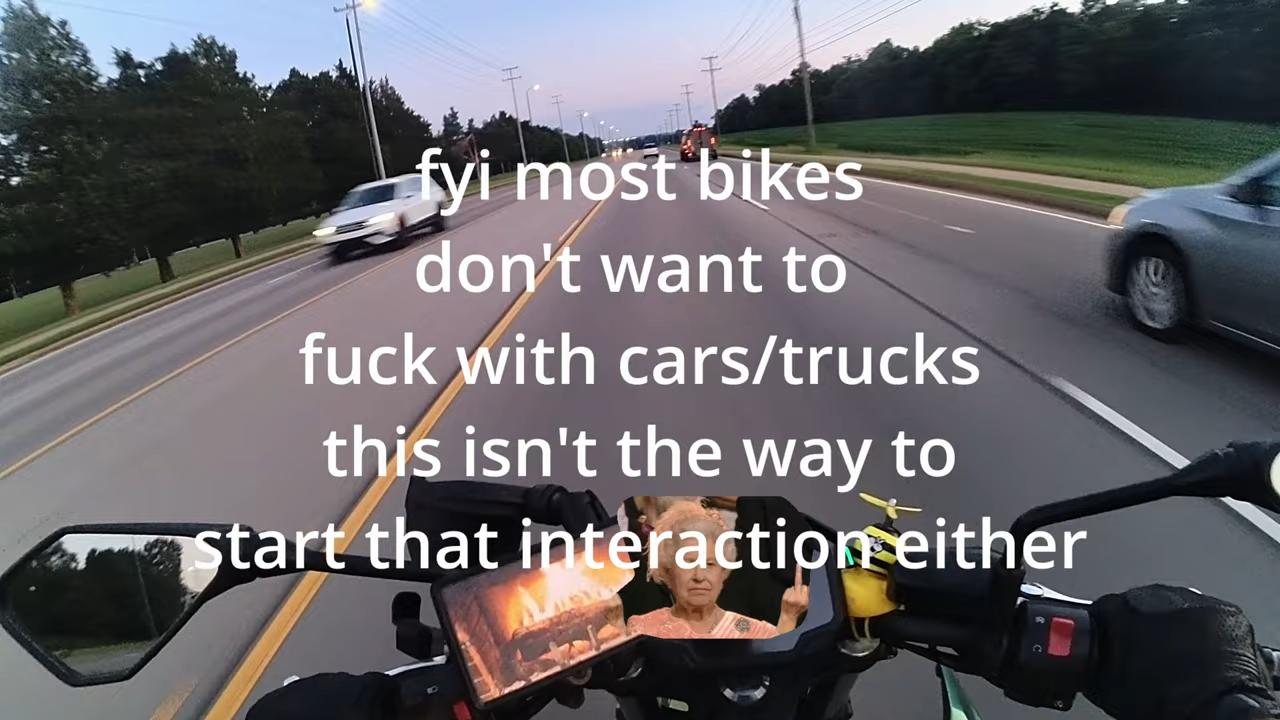 fyi most bikes
don't want to
fuck with cars/trucks
this isn't the way to
start that interaction either